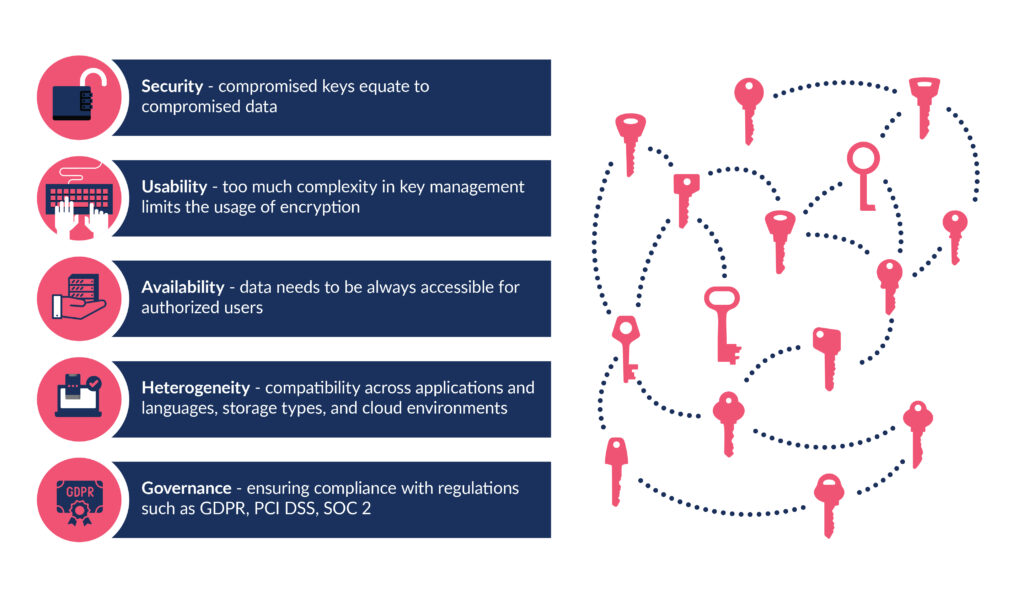 Security - compromised keys equate to
compromised data
Usability - too much complexity in key management
limits the usage of encryption
Availability - data needs to be always accessible for
authorized users
Heterogeneity - compatibility across applications and
languages, storage types, and cloud environments
GDPR
Governance - ensuring compliance with regulations
such as GDPR, PCI DSS, SOC 2